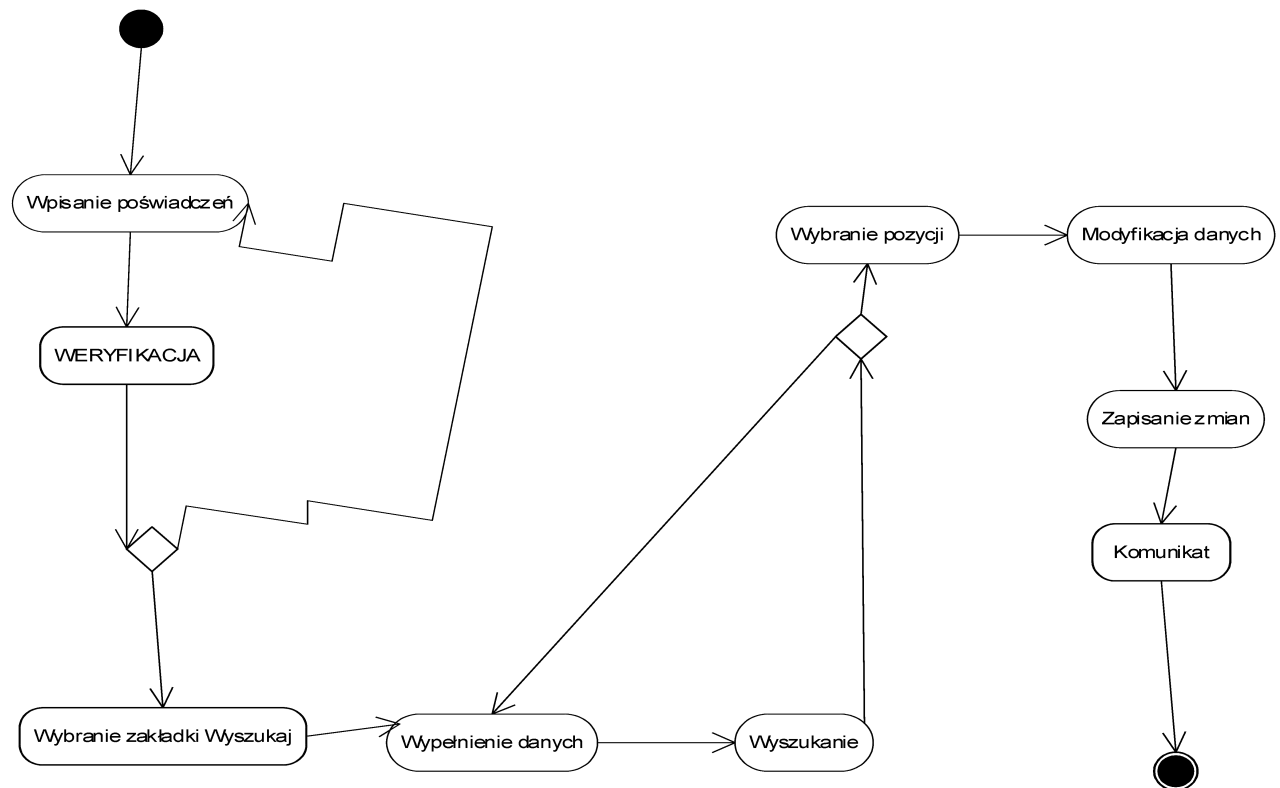 Wpisanie poświadczeń
WERYFIKACJA
Wybranie zakładki Wyszukaj
Wypełnienie danych
Wyszukanie
Wybranie pozycji
Modyfikacja danych
Zapisanie zmian
Komunikat